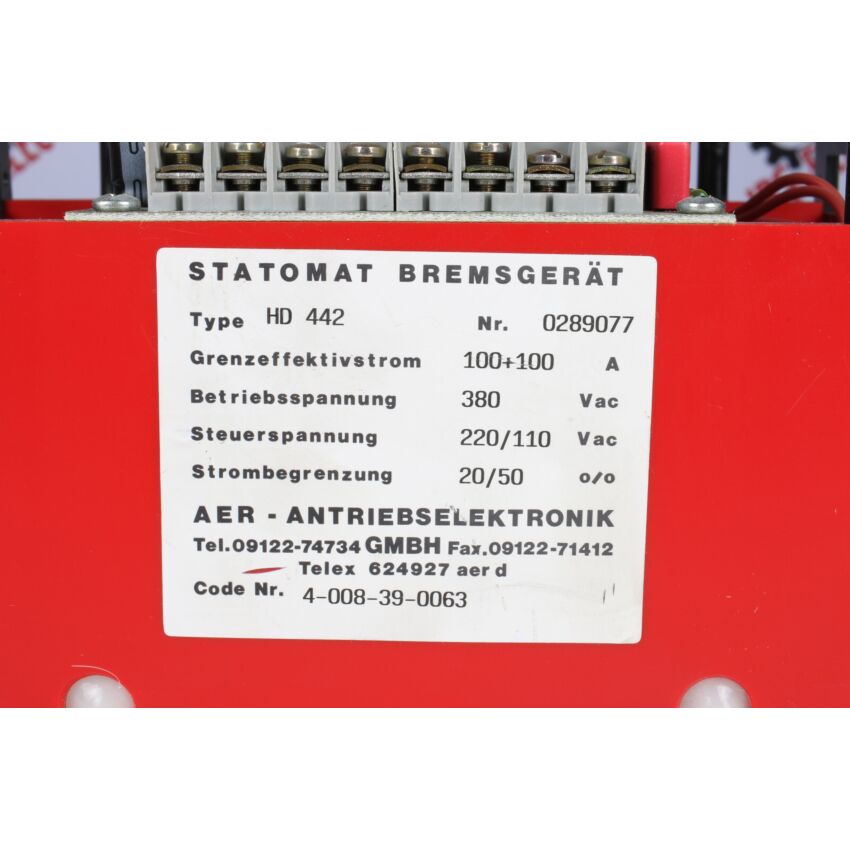 STATOMAT BREMSGERÄT
Type HD 442 Nr. 0289077
Grenzeffektivstrom 100+100 A
Betriebsspannung 380 Vac
Steuerspannung 220/110 Vac
Strombegrenzung 20/50 o/o
AER - ANTRIEBSELEKTRONIK
Tel.09122-74734 GMBH Fax.09122-71412
Telex 624927 aer d
Code Nr. 4-008-39-0063